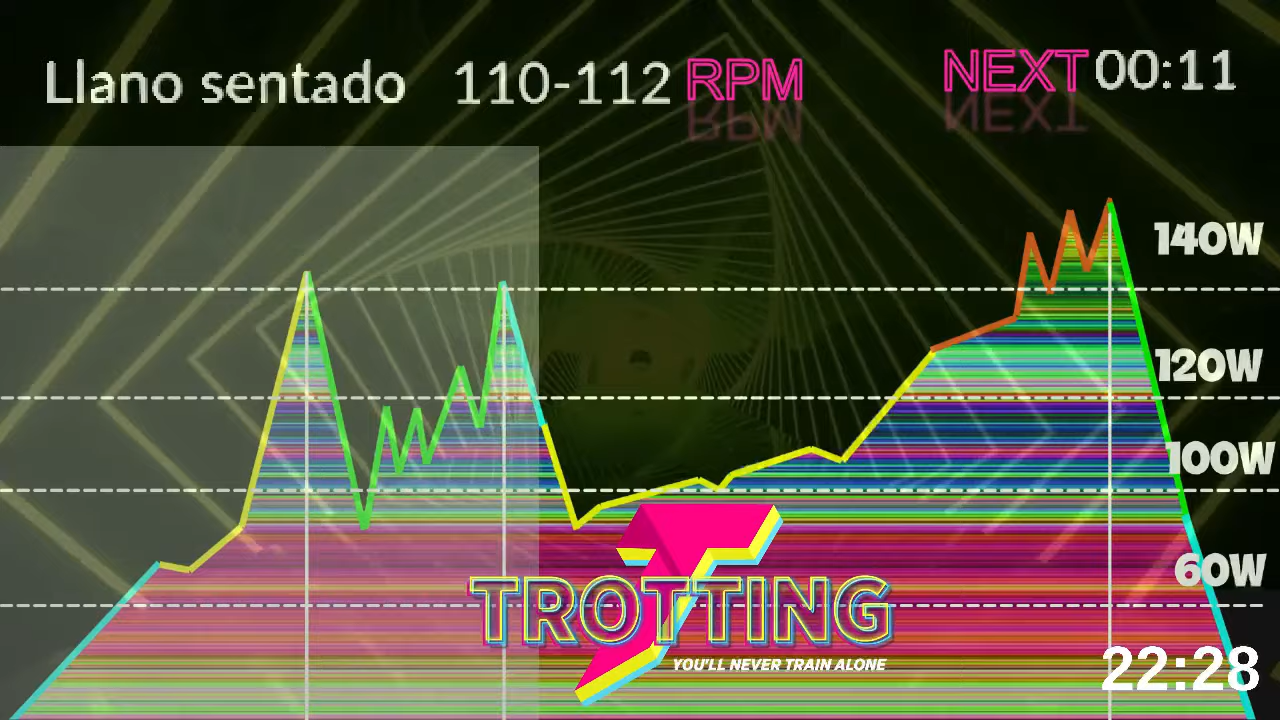 Llano sentado 110-112 RPM NEXT 00:11
140W
120W
100W
60W
TROTTING
YOU'LL NEVER TRAIN ALONE
22:28